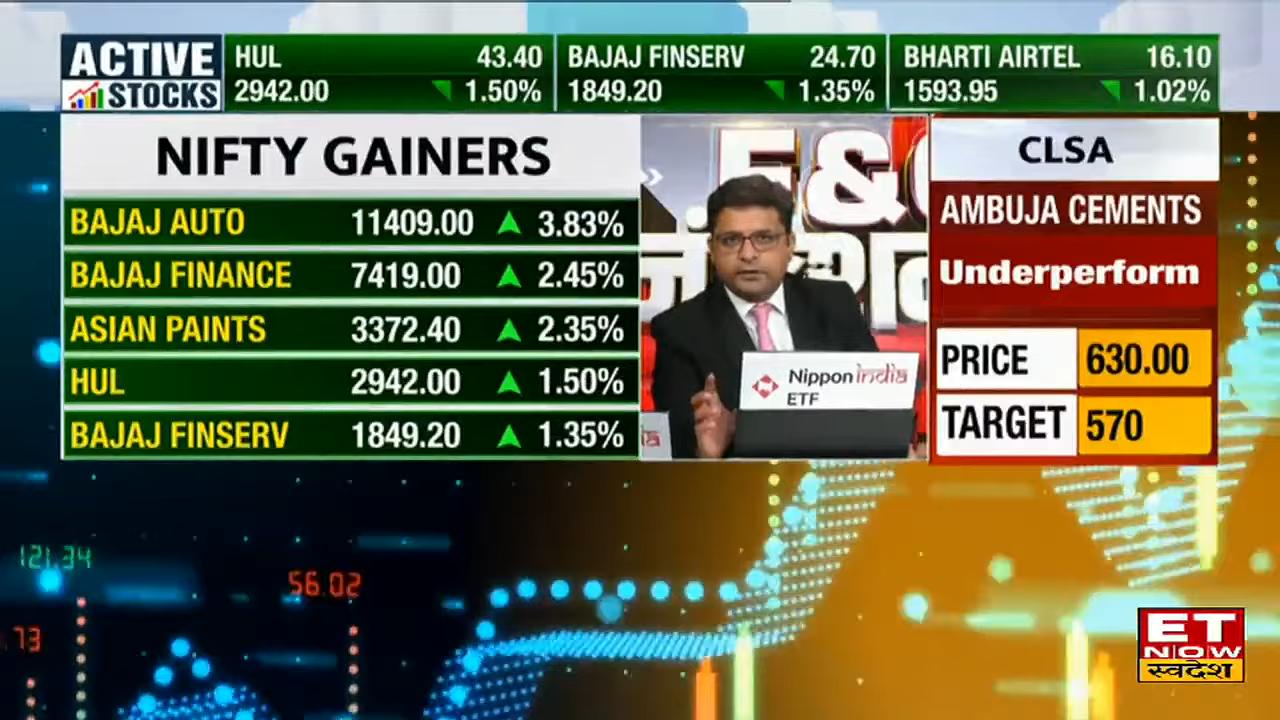 ACTIVE STOCKS
HUL 43.40
2942.00 1.50%
BAJAJ FINSERV 24.70
1849.20 1.35%
BHARTI AIRTEL 16.10
1593.95 1.02%
NIFTY GAINERS
BAJAJ AUTO 11409.00 3.83%
BAJAJ FINANCE 7419.00 2.45%
ASIAN PAINTS 3372.40 2.35%
HUL 2942.00 1.50%
BAJAJ FINSERV 1849.20 1.35%
F&
Nippon india
ETF
CLSA
AMBUJA CEMENTS
Underperform
PRICE 630.00
TARGET 570
121.34
56.02
.73
ET
NOW
स्वदेश